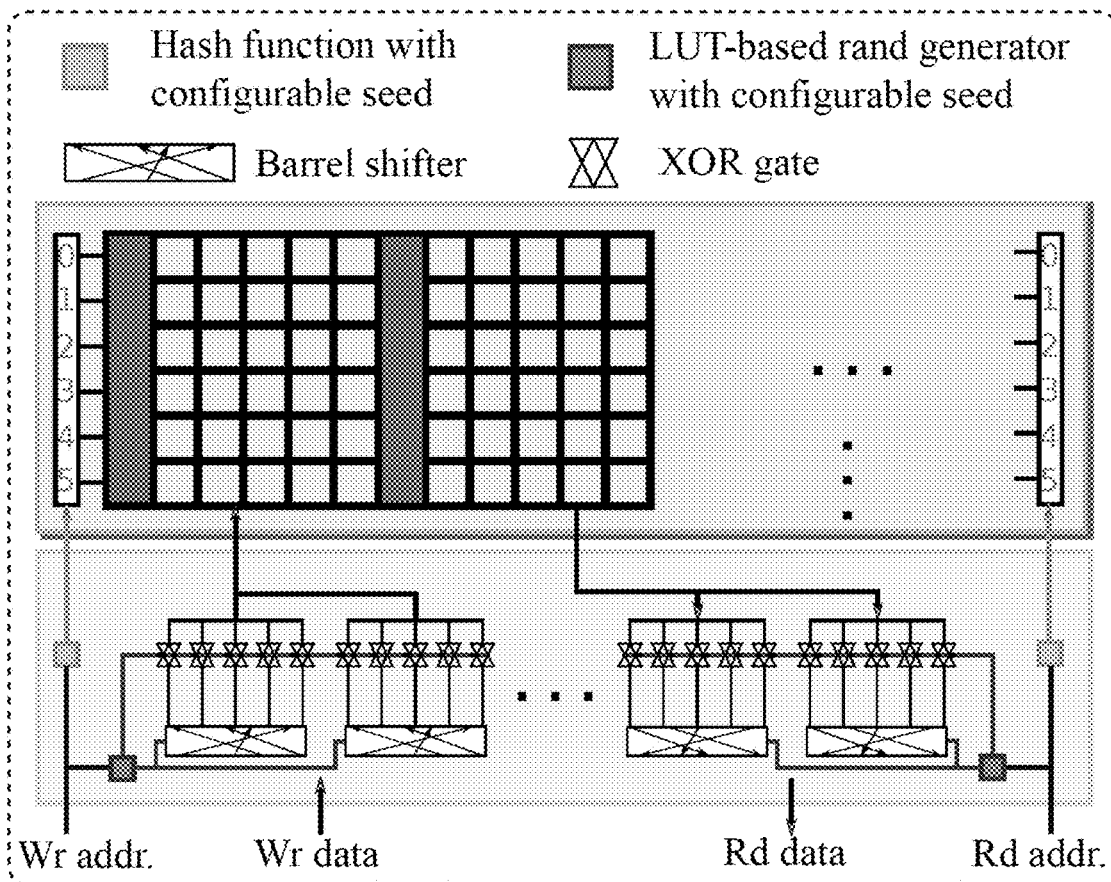 Hash function with
configurable seed
LUT-based rand generator
with configurable seed
Barrel shifter
XOR gate
0
1
2
3
4
5
0
1
2
3
4
5
Wr addr.
Wr data
Rd data
Rd addr.